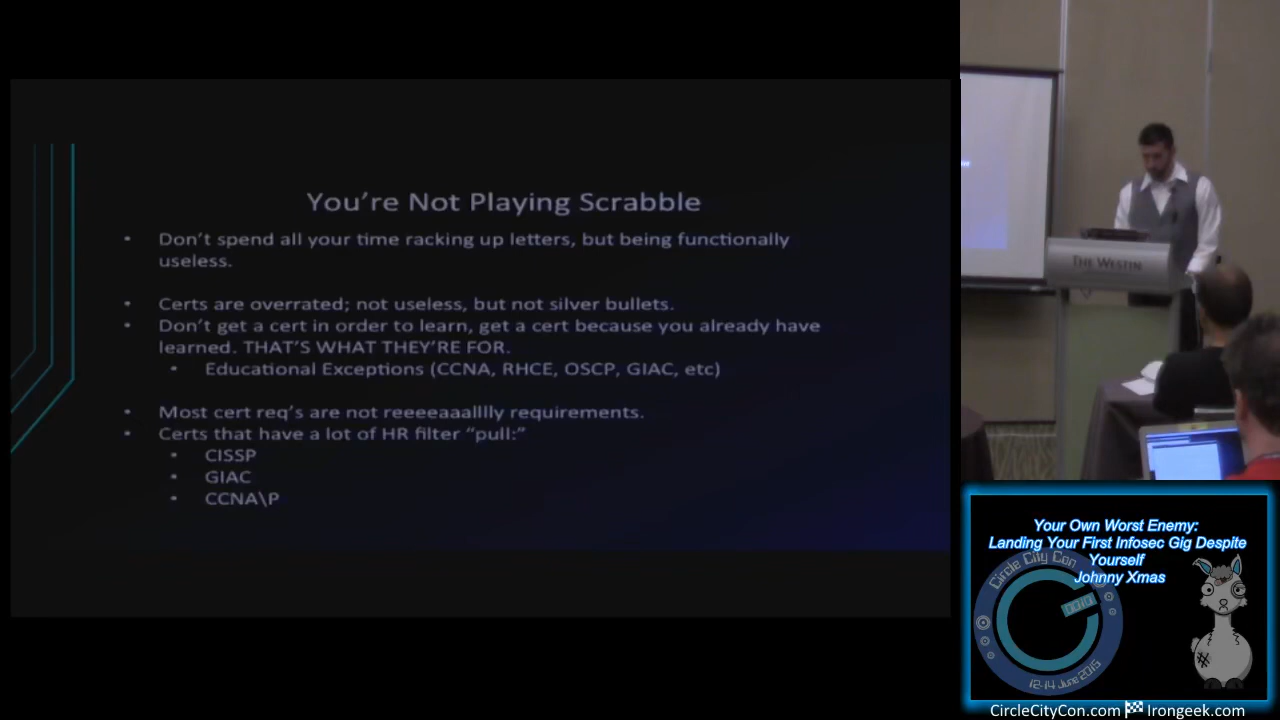 You're Not Playing Scrabble
• Don't spend all your time racking up letters, but being functionally
useless.
• Certs are overrated; not useless, but not silver bullets.
• Don't get a cert in order to learn, get a cert because you already have
learned. THAT'S WHAT THEY'RE FOR.
• Educational Exceptions (CCNA, RHCE, OSCP, GIAC, etc)
• Most cert req's are not reeeeaaalllly requirements.
• Certs that have a lot of HR filter "pull:"
• CISSP
• GIAC
• CCNA\P
THE WESTIN
Your Own Worst Enemy:
Landing Your First Infosec Gig Despite
Yourself
Johnny Xmas
Circle City Con
12-14 June 2015
CircleCityCon.com Irongeek.com